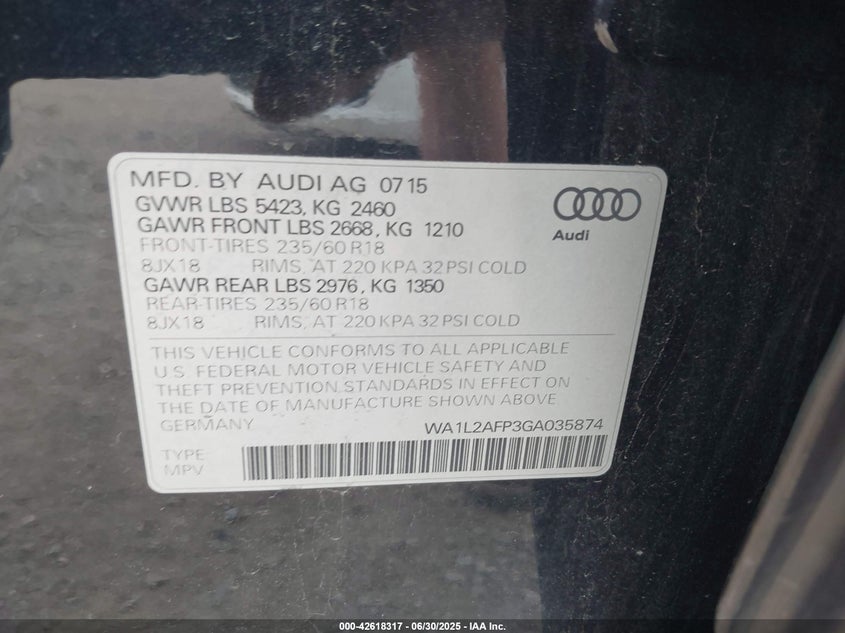 MFD. BY AUDI AG 07 15
GVWR LBS 5423, KG 2460
GAWR FRONT LBS 2668, KG 1210
FRONT-TIRES 235/60 R18
8JX18 RIMS, AT 220 KPA 32 PSI COLD
GAWR REAR LBS 2976, KG 1350
REAR-TIRES 235/60 R18
8JX18 RIMS, AT 220 KPA 32 PSI COLD
Audi
THIS VEHICLE CONFORMS TO ALL APPLICABLE
U.S. FEDERAL MOTOR VEHICLE SAFETY AND
THEFT PREVENTION STANDARDS IN EFFECT ON
THE DATE OF MANUFACTURE SHOWN ABOVE
GERMANY WA1L2AFP3GA035874
TYPE
MPV
000-42618317 - 06/30/2025 - IAA Inc.